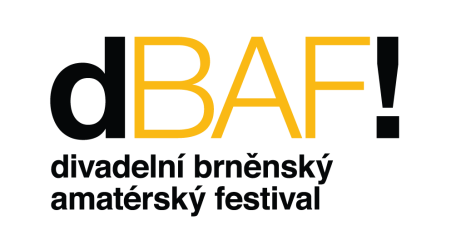 dBAF!
divadelní brněnský
amatérský festival